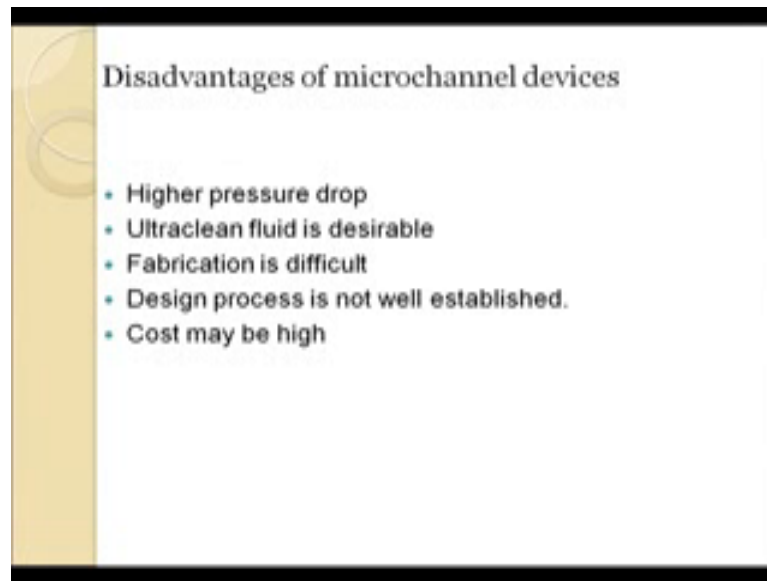 Disadvantages of microchannel devices
• Higher pressure drop
• Ultraclean fluid is desirable
• Fabrication is difficult
• Design process is not well established.
• Cost may be high